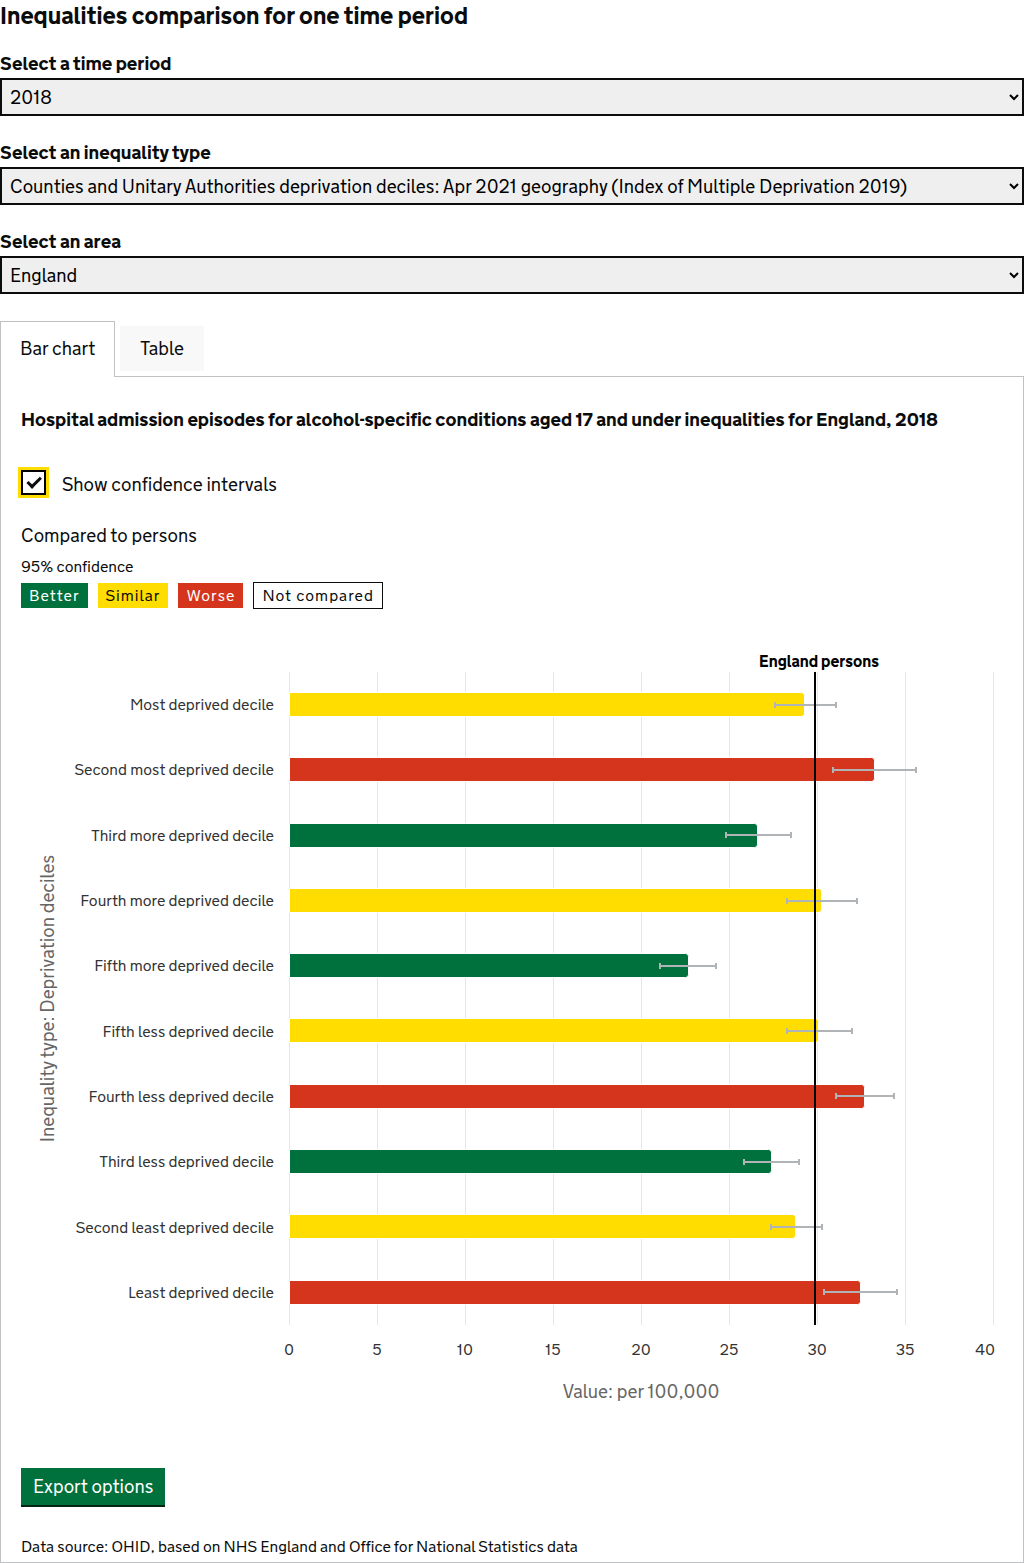 Inequalities comparison for one time period
Select a time period
2018
Select an inequality type
Counties and Unitary Authorities deprivation deciles: Apr 2021 geography (Index of Multiple Deprivation 2019)
Select an area
England
Bar chart
Table
Hospital admission episodes for alcohol-specific conditions aged 17 and under inequalities for England, 2018
Show confidence intervals
Compared to persons
95% confidence
Better Similar Worse Not compared
England persons
Inequality type: Deprivation deciles
Most deprived decile
Second most deprived decile
Third more deprived decile
Fourth more deprived decile
Fifth more deprived decile
Fifth less deprived decile
Fourth less deprived decile
Third less deprived decile
Second least deprived decile
Least deprived decile
0 5 10 15 20 25 30 35 40
Value: per 100,000
Export options
Data source: OHID, based on NHS England and Office for National Statistics data